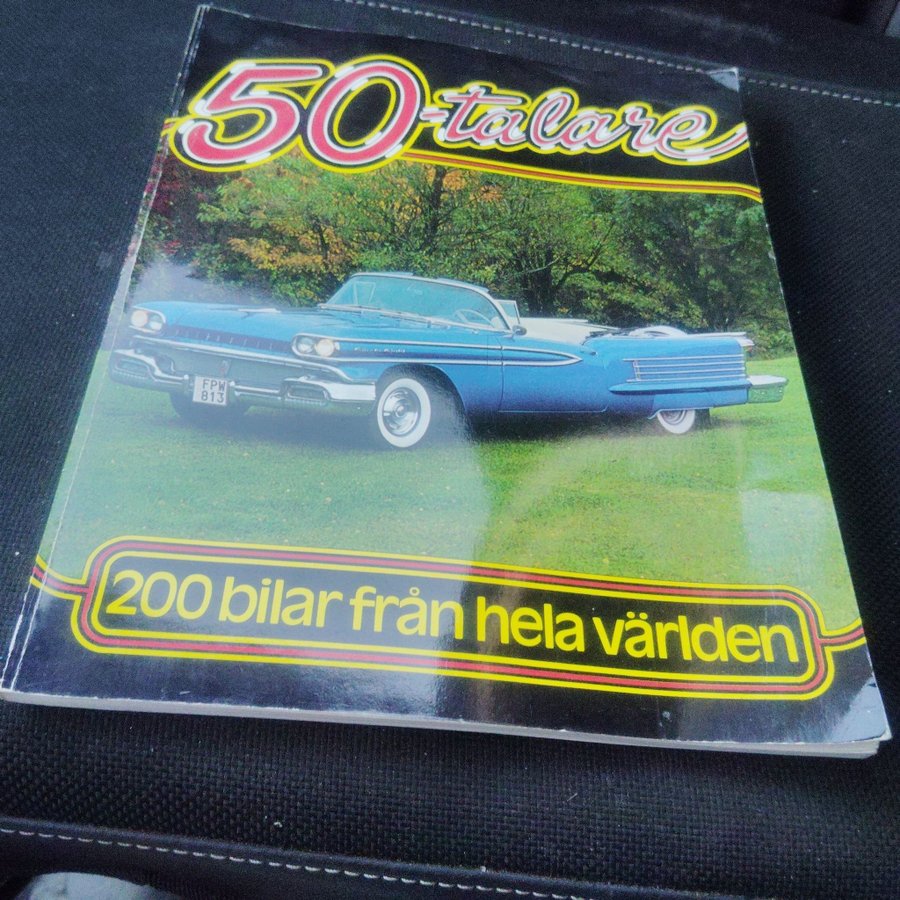 50-talare
FPW
813
200 bilar från hela världen